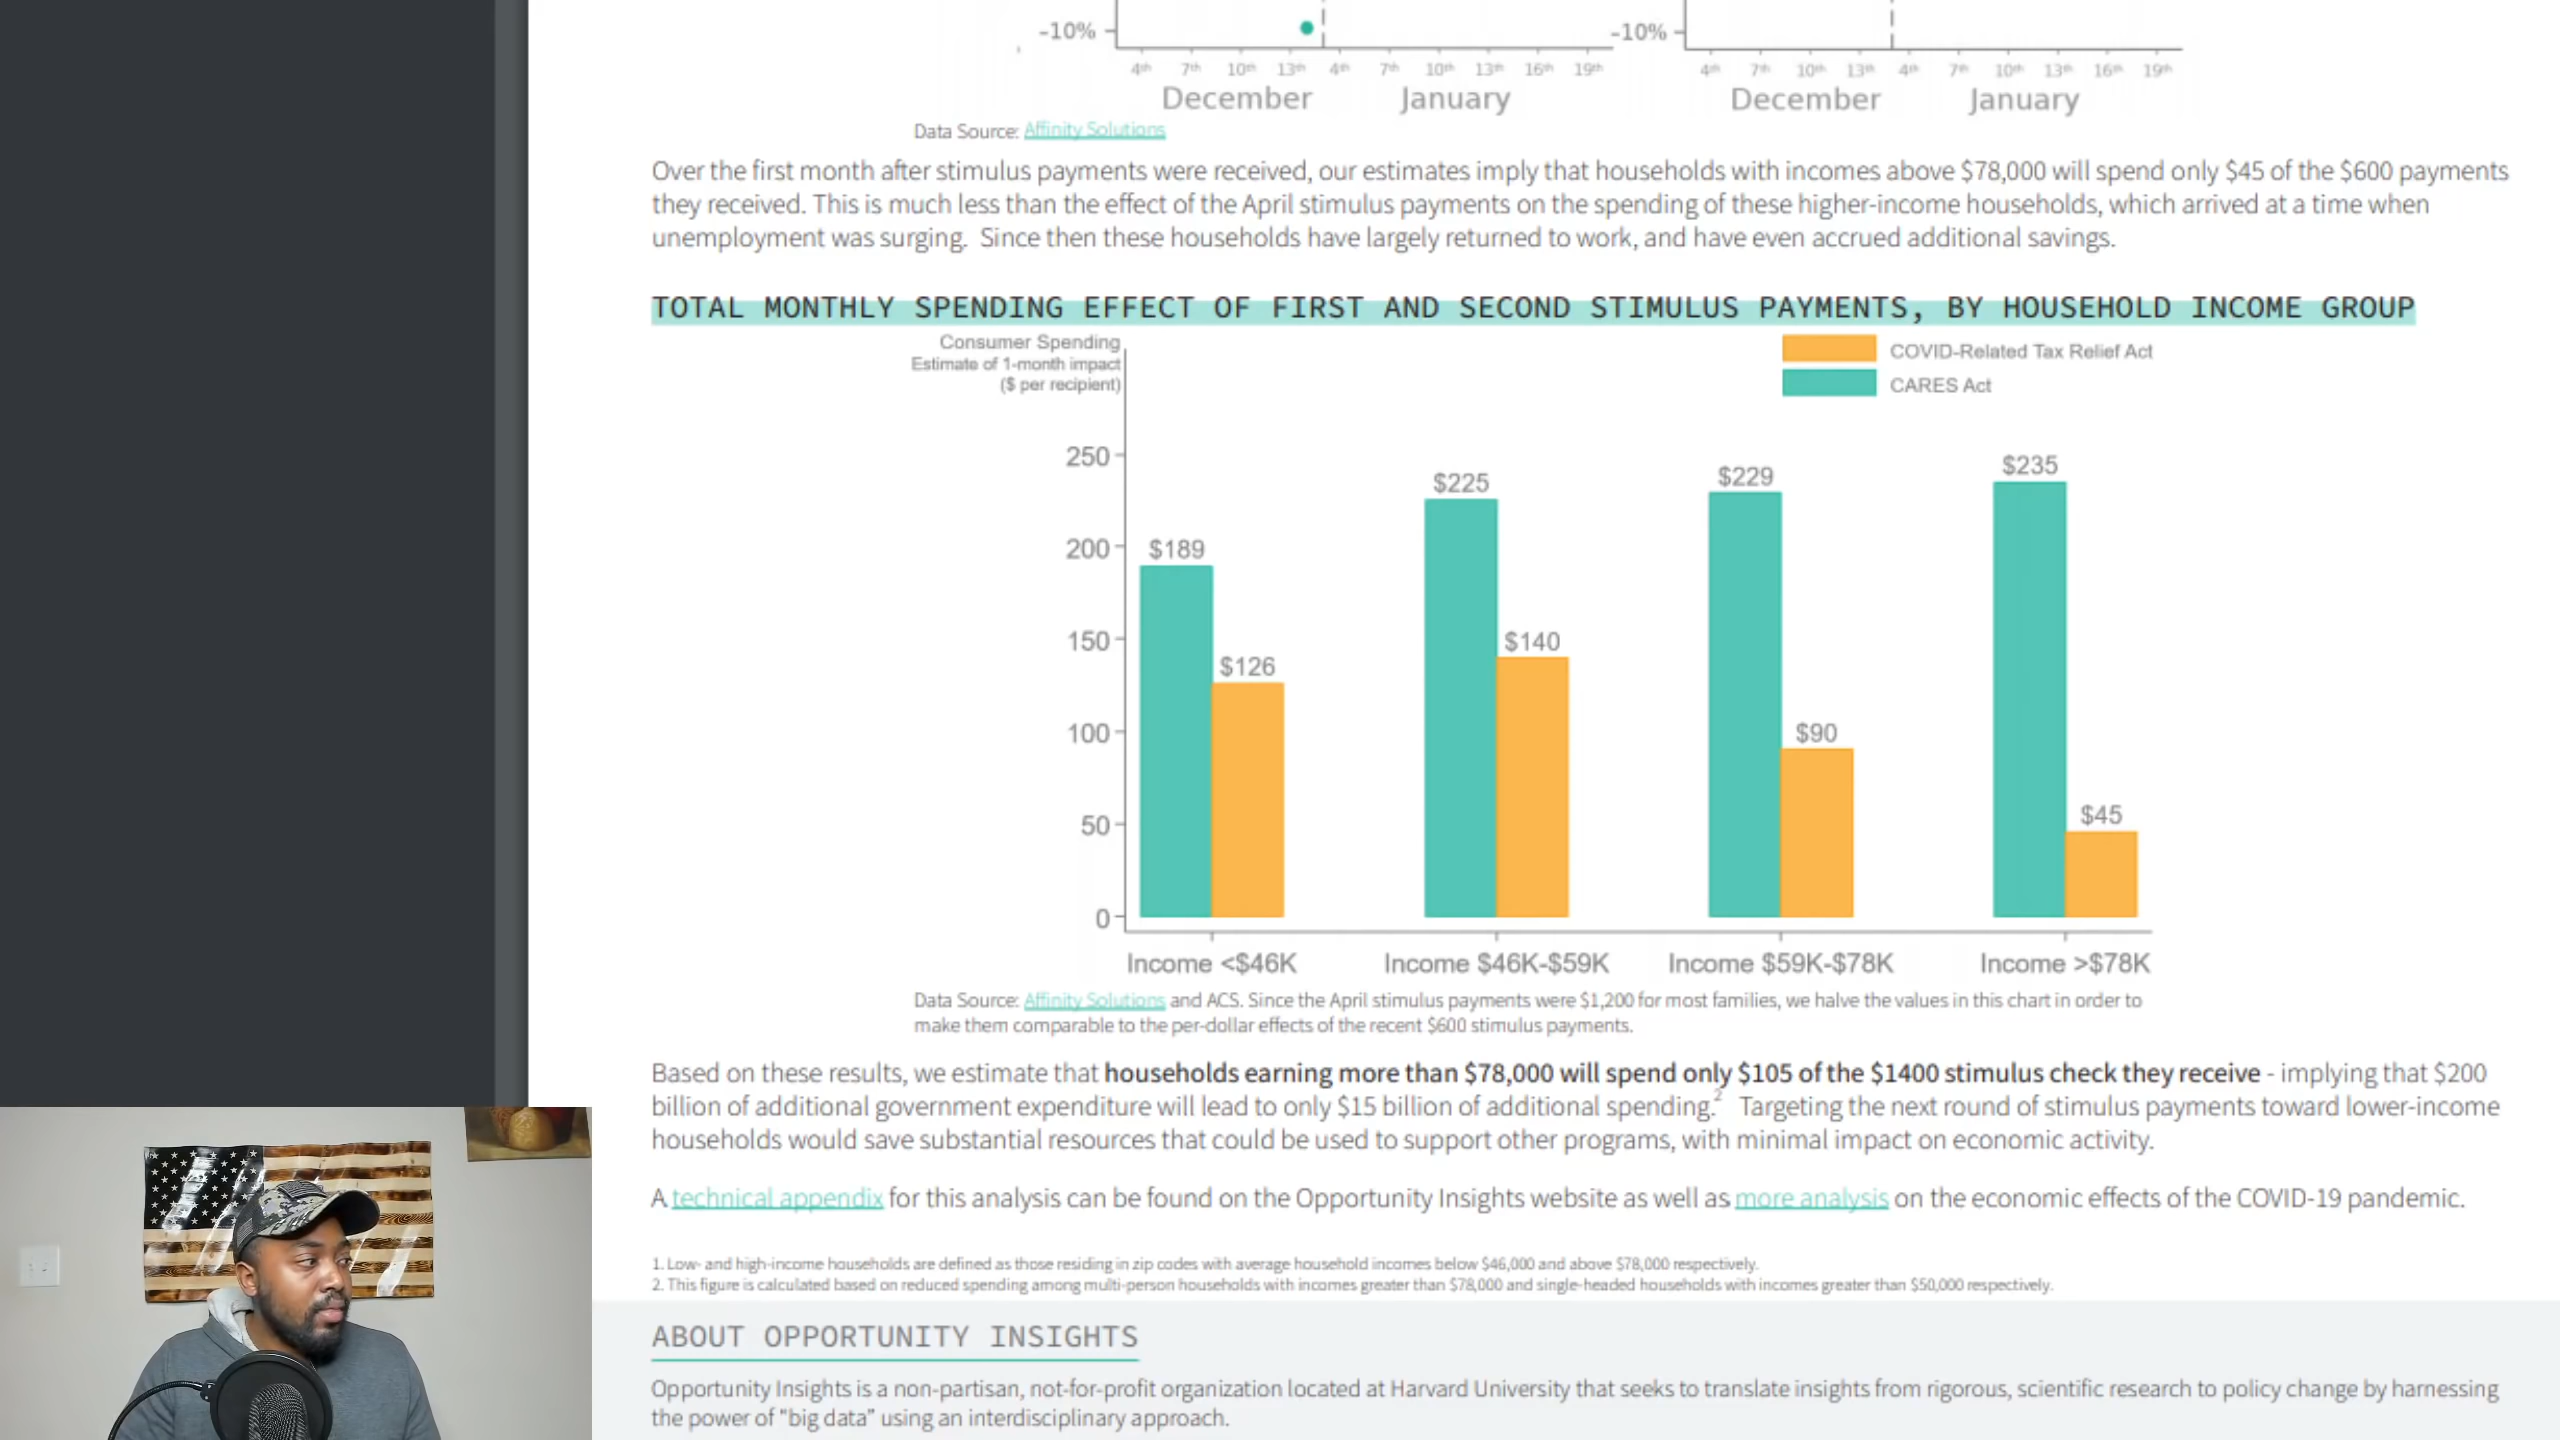 -10%
-10%
4th 7th 10th 13th 4th 7th 10th 13th 16th 19th
4th 7th 10th 13th 4th 7th 10th 13th 16th 19th
December January
December January
Data Source: Affinity Solutions
Over the first month after stimulus payments were received, our estimates imply that households with incomes above $78,000 will spend only $45 of the $600 payments
they received. This is much less than the effect of the April stimulus payments on the spending of these higher-income households, which arrived at a time when
unemployment was surging. Since then these households have largely returned to work, and have even accrued additional savings.
TOTAL MONTHLY SPENDING EFFECT OF FIRST AND SECOND STIMULUS PAYMENTS, BY HOUSEHOLD INCOME GROUP
Consumer Spending
Estimate of 1-month impact
($ per recipient)
COVID-Related Tax Relief Act
CARES Act
250
200
150
100
50
0
$189
$126
$225
$140
$229
$90
$235
$45
Income <$46K
Income $46K-$59K
Income $59K-$78K
Income >$78K
Data Source: Affinity Solutions and ACS. Since the April stimulus payments were $1,200 for most families, we halve the values in this chart in order to
make them comparable to the per-dollar effects of the recent $600 stimulus payments.
Based on these results, we estimate that households earning more than $78,000 will spend only $105 of the $1400 stimulus check they receive - implying that $200
billion of additional government expenditure will lead to only $15 billion of additional spending.2 Targeting the next round of stimulus payments toward lower-income
households would save substantial resources that could be used to support other programs, with minimal impact on economic activity.
A technical appendix for this analysis can be found on the Opportunity Insights website as well as more analysis on the economic effects of the COVID-19 pandemic.
1. Low- and high-income households are defined as those residing in zip codes with average household incomes below $46,000 and above $78,000 respectively.
2. This figure is calculated based on reduced spending among multi-person households with incomes greater than $78,000 and single-headed households with incomes greater than $50,000 respectively.
ABOUT OPPORTUNITY INSIGHTS
Opportunity Insights is a non-partisan, not-for-profit organization located at Harvard University that seeks to translate insights from rigorous, scientific research to policy change by harnessing
the power of "big data" using an interdisciplinary approach.